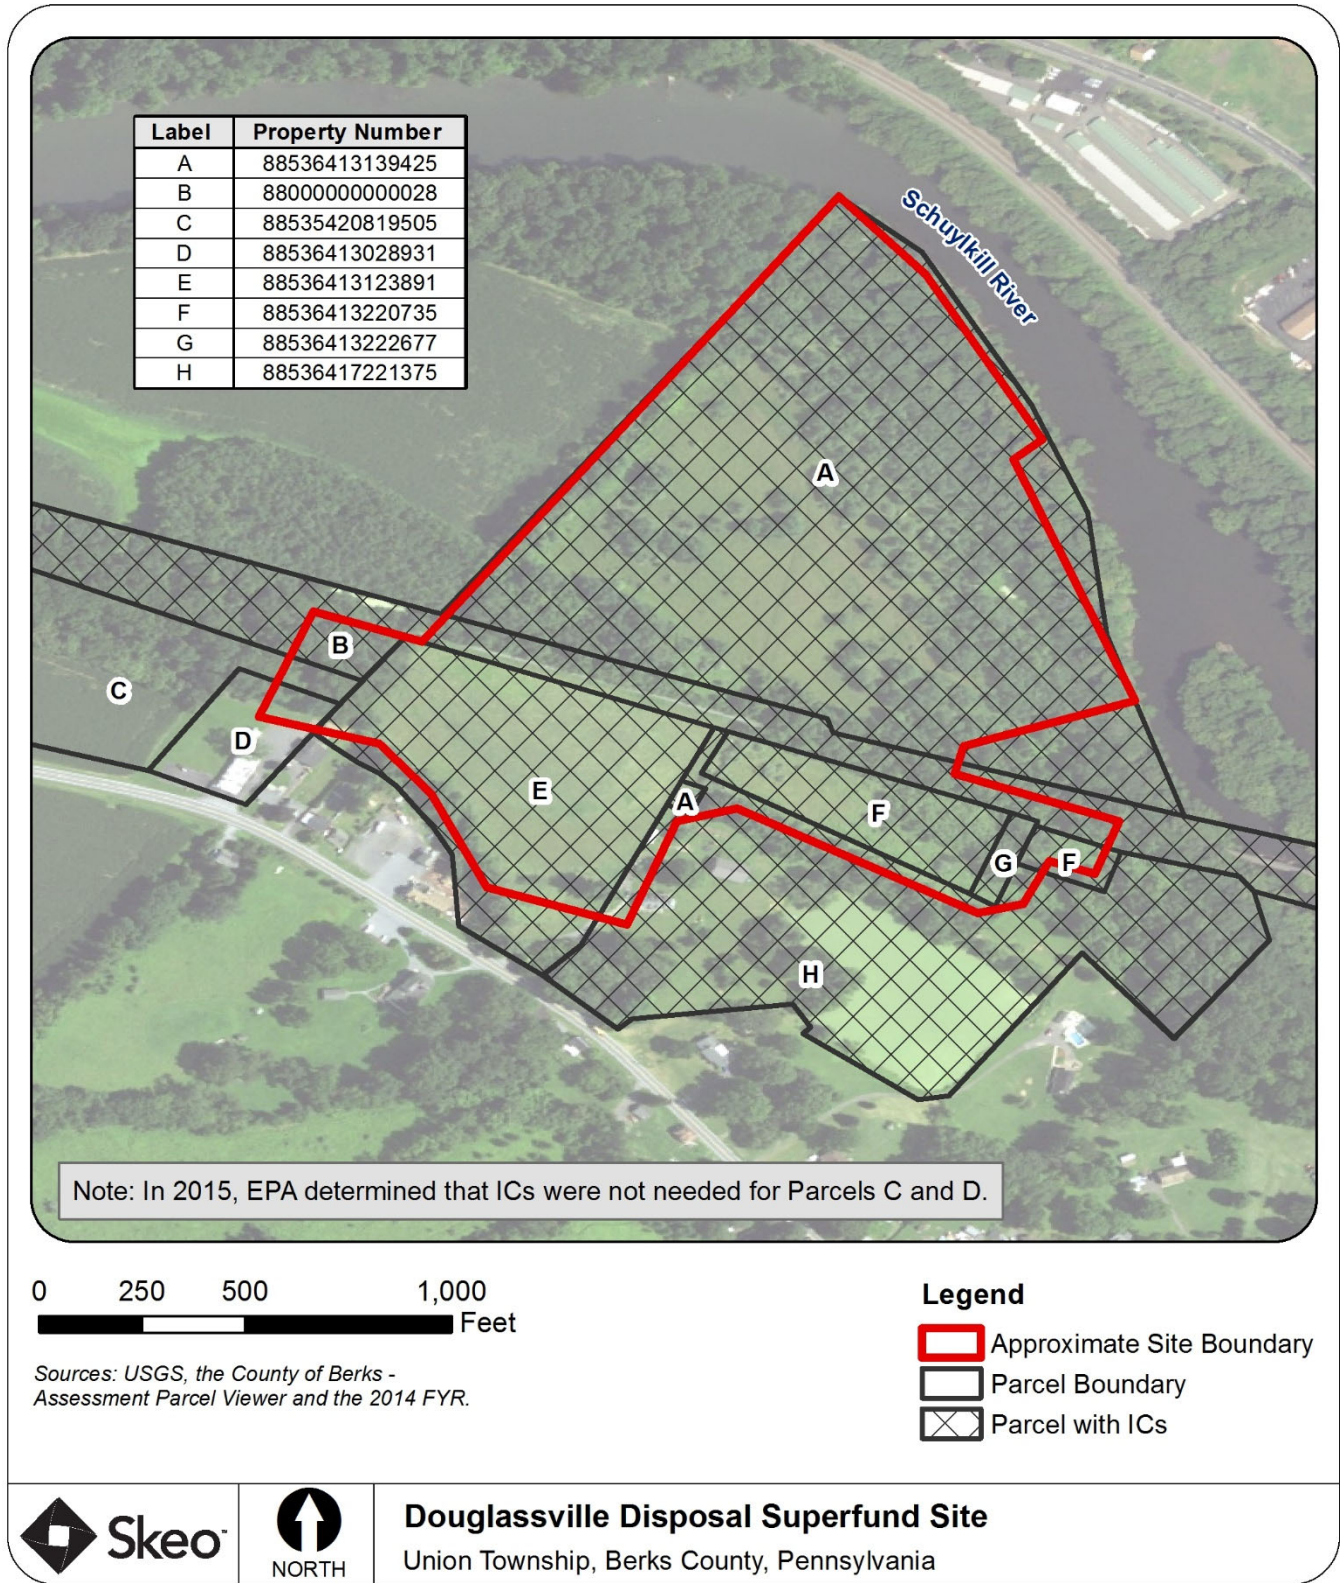 Label Property Number
A 88536413139425
B 88000000000028
C 88535420819505
D 88536413028931
E 88536413123891
F 88536413220735
G 88536413222677
H 88536417221375
Schuylkill River
A
B
C
D
E
A
F
G
F
H
Note: In 2015, EPA determined that ICs were not needed for Parcels C and D.
0 250 500 1,000
Feet
Sources: USGS, the County of Berks -
Assessment Parcel Viewer and the 2014 FYR.
Legend
Approximate Site Boundary
Parcel Boundary
Parcel with ICs
Skeo
NORTH
Douglassville Disposal Superfund Site
Union Township, Berks County, Pennsylvania